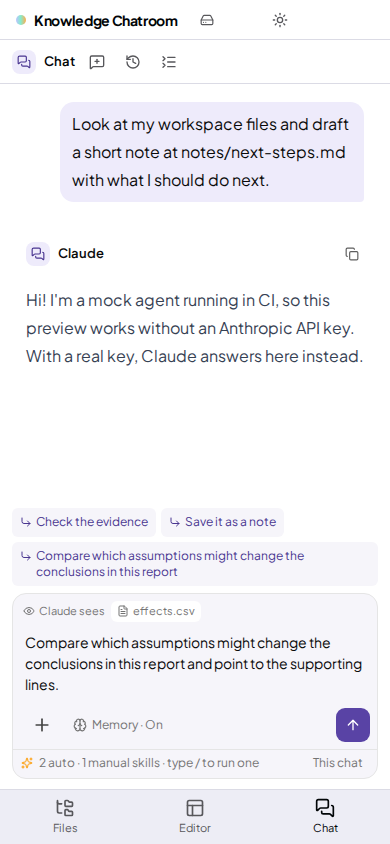 Knowledge Chatroom
Chat
Look at my workspace files and draft
a short note at notes/next-steps.md
with what I should do next.
Claude
Hi! I'm a mock agent running in CI, so this
preview works without an Anthropic API key.
With a real key, Claude answers here instead.
Check the evidence
Save it as a note
Compare which assumptions might change the
conclusions in this report
Claude sees effects.csv
Compare which assumptions might change the
conclusions in this report and point to the supporting
lines.
Memory · On
2 auto · 1 manual skills · type / to run one
This chat
Files
Editor
Chat